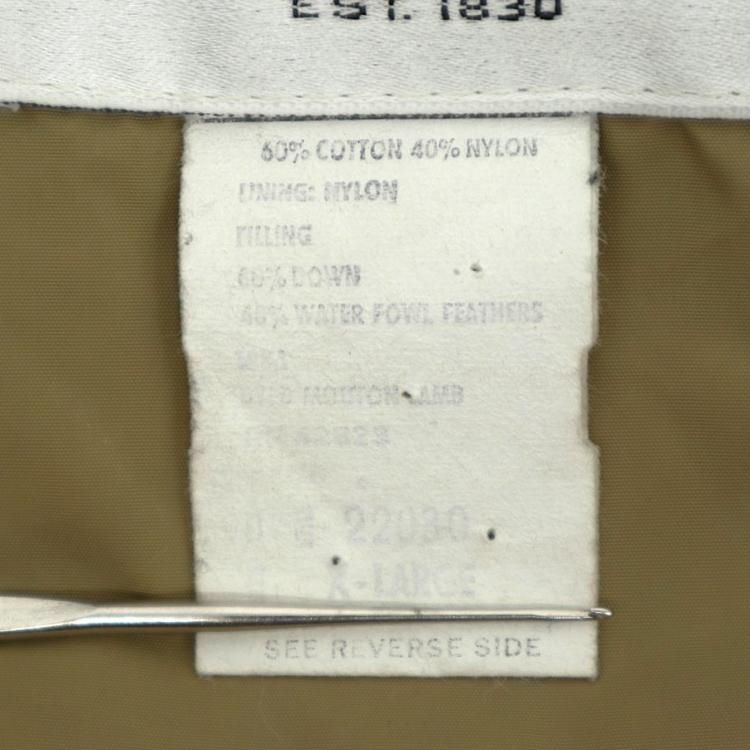 EST. 1830
60% COTTON 40% NYLON
LINING: NYLON
FILLING
60% DOWN
40% WATER FOWL FEATHERS
DYED MOUTON LAMB
22030
X-LARGE
SEE REVERSE SIDE